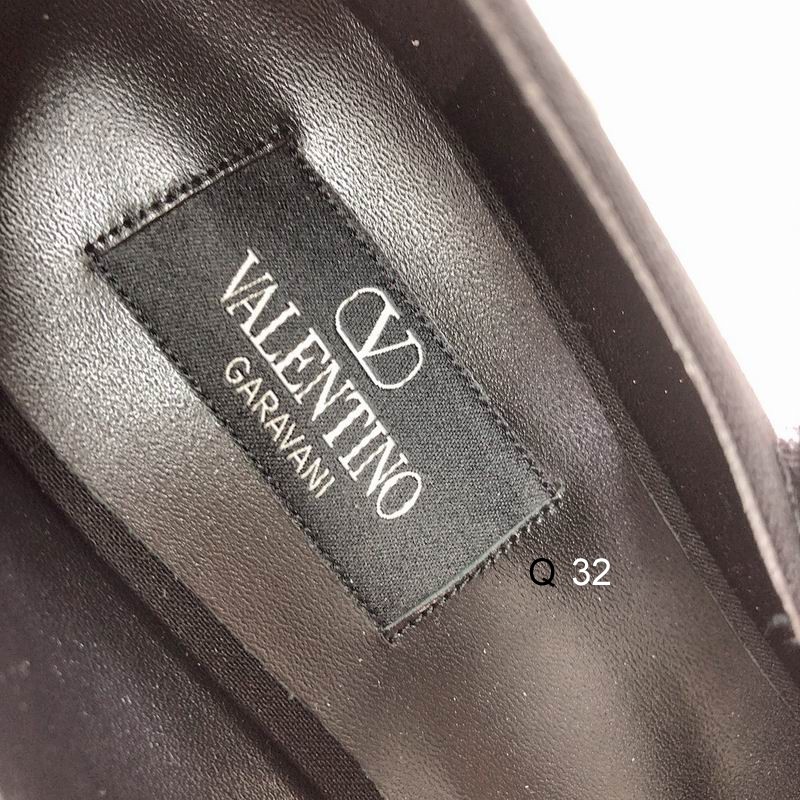 V
VALENTINO
GARAVANI
Q 32